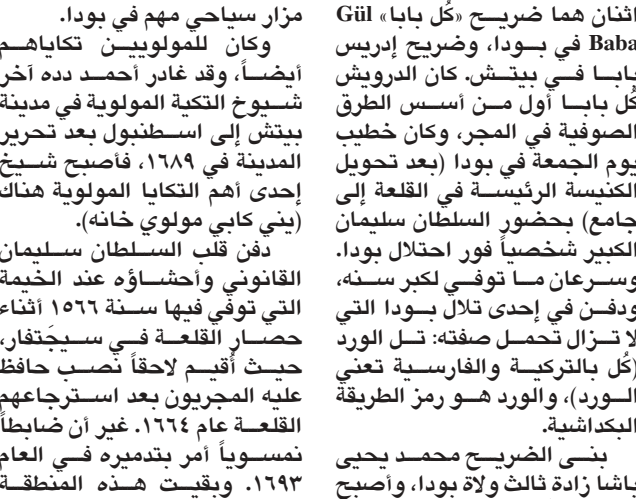 اثنان هما ضريح «كُل بابا» Gül
Baba في بودا، وضريح إدريس
بابا في بيتش. كان الدرويش
كُل بابا أول من أسس الطرق
الصوفية في المجر، وكان خطيب
يوم الجمعة في بودا (بعد تحويل
الكنيسة الرئيسة في القلعة إلى
جامع) بحضور السلطان سليمان
الكبير شخصياً فور احتلال بودا.
وسرعان ما توفي لكبر سنه،
ودفن في إحدى تلال بودا التي
لا تزال تحمل صفته: تل الورد
(كُل بالتركية والفارسية تعني
الورد)، والورد هو رمز الطريقة
البكداشية.
بنى الضريح محمد يحيى
باشا زادة ثالث ولاة بودا، وأصبح
مزار سياحي مهم في بودا.
وكان للمولويين تكاياهم
أيضاً، وقد غادر أحمد دده آخر
شيوخ التكية المولوية في مدينة
بيتش إلى اسطنبول بعد تحرير
المدينة في ١٦٨٩، فأصبح شيخ
إحدى أهم التكايا المولوية هناك
(يني كابي مولوي خانه).
دفن قلب السلطان سليمان
القانوني وأحشاؤه عند الخيمة
التي توفي فيها سنة ١٥٦٦ أثناء
حصار القلعة في سيجَتفار،
حيث أُقيم لاحقاً نصب حافظ
عليه المجريون بعد استرجاعهم
القلعة عام ١٦٦٤. غير أن ضابطاً
نمسوياً أمر بتدميره في العام
١٦٩٣. وبقيت هذه المنطقة